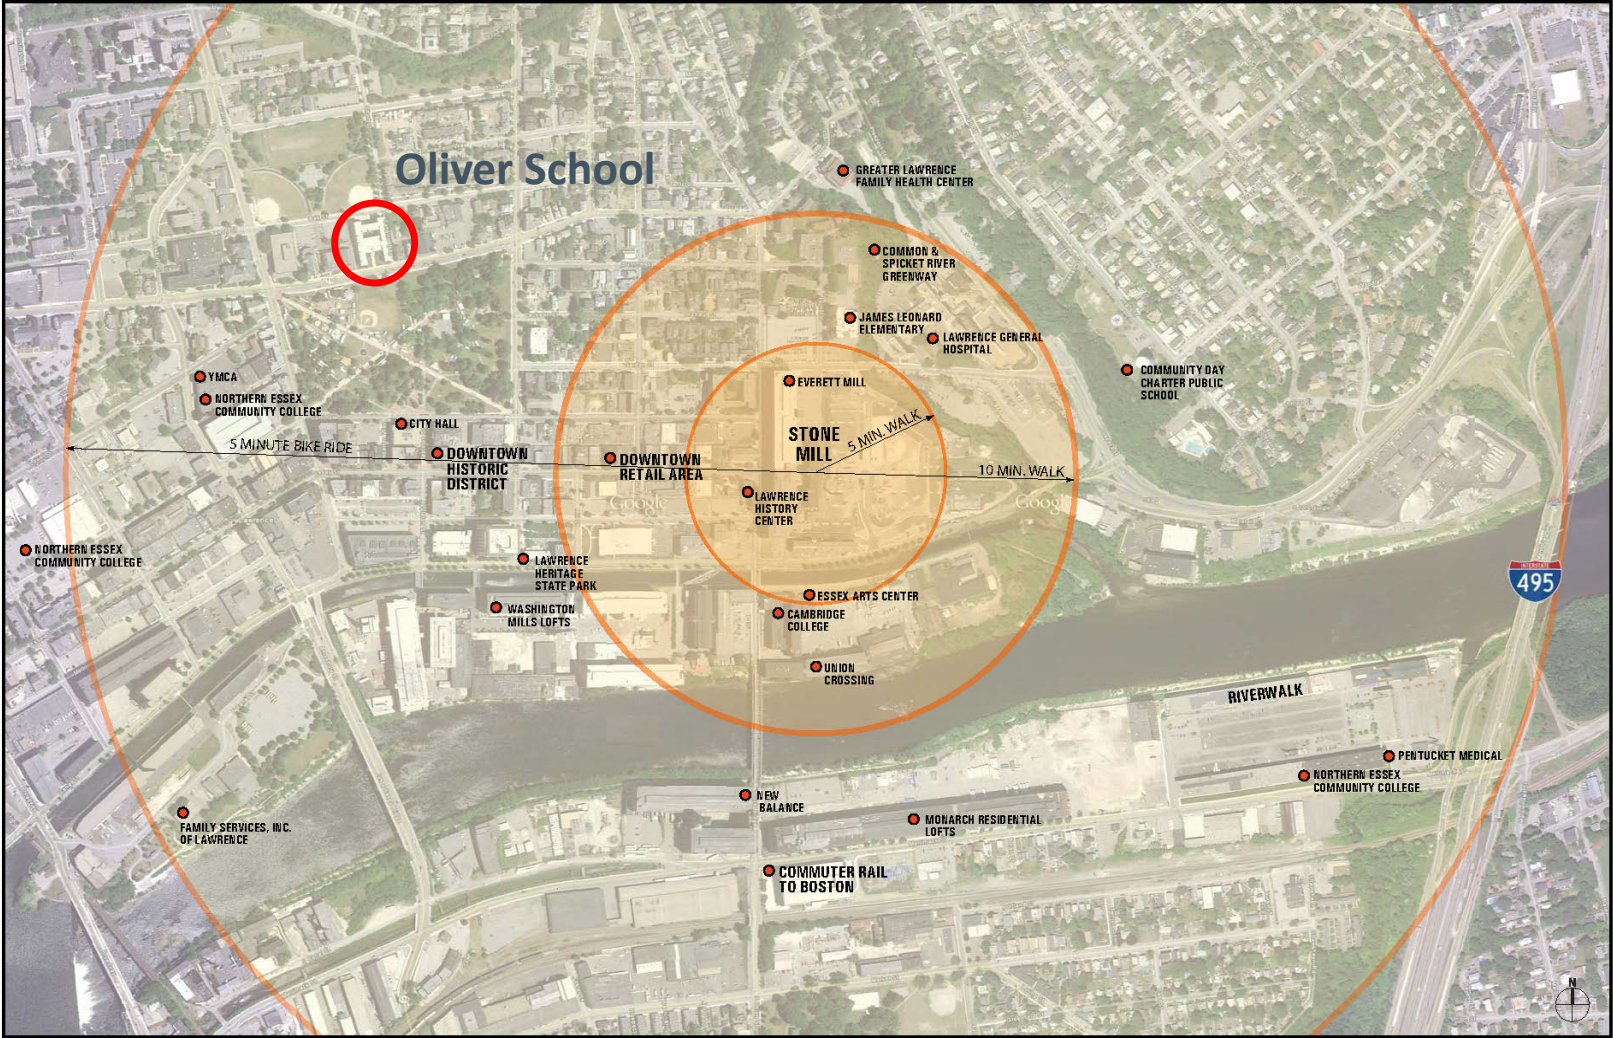 Oliver School
GREATER LAWRENCE
FAMILY HEALTH CENTER
COMMON &
SPICKET RIVER
GREENWAY
JAMES LEONARD
ELEMENTARY
LAWRENCE GENERAL
HOSPITAL
COMMUNITY DAY
CHARTER PUBLIC
SCHOOL
YMCA
NORTHERN ESSEX
COMMUNITY COLLEGE
EVERETT MILL
CITY HALL
5 MINUTE BIKE RIDE
DOWNTOWN
HISTORIC
DISTRICT
DOWNTOWN
RETAIL AREA
STONE
MILL
5 MIN. WALK
10 MIN. WALK
LAWRENCE
HISTORY
CENTER
Google
Google
NORTHERN ESSEX
COMMUNITY COLLEGE
LAWRENCE
HERITAGE
STATE PARK
WASHINGTON
MILLS LOFTS
ESSEX ARTS CENTER
CAMBRIDGE
COLLEGE
UNION
CROSSING
INTERSTATE
495
RIVERWALK
PENTUCKET MEDICAL
NORTHERN ESSEX
COMMUNITY COLLEGE
NEW
BALANCE
MONARCH RESIDENTIAL
LOFTS
FAMILY SERVICES, INC.
OF LAWRENCE
COMMUTER RAIL
TO BOSTON
N